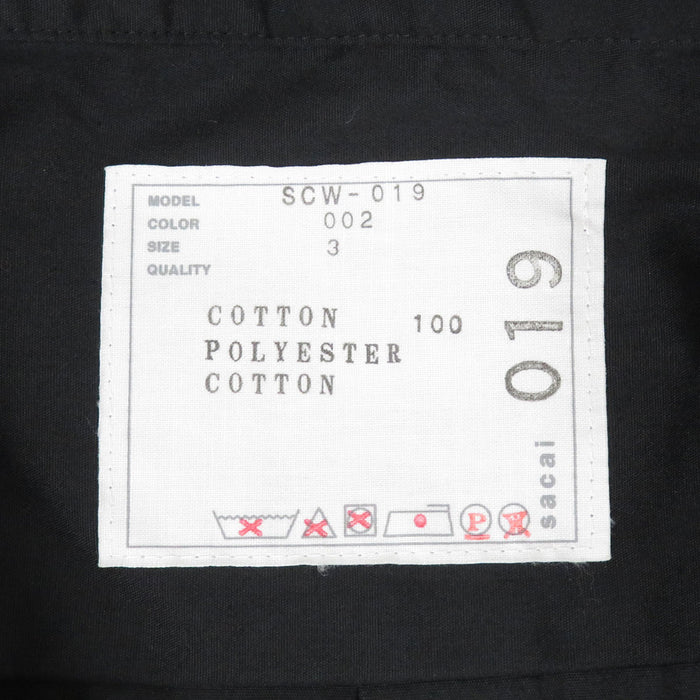 MODEL SCW-019
COLOR 002
SIZE 3
QUALITY
COTTON 100
POLYESTER
COTTON
P W
sacai 019